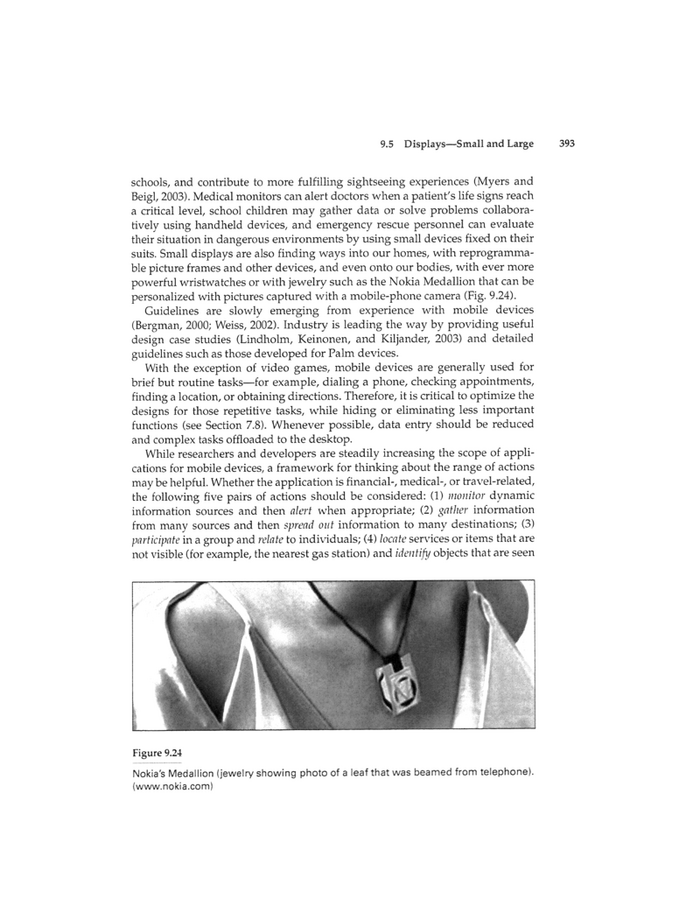 9.5 Displays—Small and Large 393
schools, and contribute to more fulfilling sightseeing experiences (Myers and
Beigl, 2003). Medical monitors can alert doctors when a patient's life signs reach
a critical level, school children may gather data or solve problems collabora-
tively using handheld devices, and emergency rescue personnel can evaluate
their situation in dangerous environments by using small devices fixed on their
suits. Small displays are also finding ways into our homes, with reprogramma-
ble picture frames and other devices, and even onto our bodies, with ever more
powerful wristwatches or with jewelry such as the Nokia Medallion that can be
personalized with pictures captured with a mobile-phone camera (Fig. 9.24).
Guidelines are slowly emerging from experience with mobile devices
(Bergman, 2000; Weiss, 2002). Industry is leading the way by providing useful
design case studies (Lindholm, Keinonen, and Kiljander, 2003) and detailed
guidelines such as those developed for Palm devices.
With the exception of video games, mobile devices are generally used for
brief but routine tasks—for example, dialing a phone, checking appointments,
finding a location, or obtaining directions. Therefore, it is critical to optimize the
designs for those repetitive tasks, while hiding or eliminating less important
functions (see Section 7.8). Whenever possible, data entry should be reduced
and complex tasks offloaded to the desktop.
While researchers and developers are steadily increasing the scope of appli-
cations for mobile devices, a framework for thinking about the range of actions
may be helpful. Whether the application is financial-, medical-, or travel-related,
the following five pairs of actions should be considered: (1) monitor dynamic
information sources and then alert when appropriate; (2) gather information
from many sources and then spread out information to many destinations; (3)
participate in a group and relate to individuals; (4) locate services or items that are
not visible (for example, the nearest gas station) and identify objects that are seen
Figure 9.24
Nokia's Medallion (jewelry showing photo of a leaf that was beamed from telephone).
(www.nokia.com)